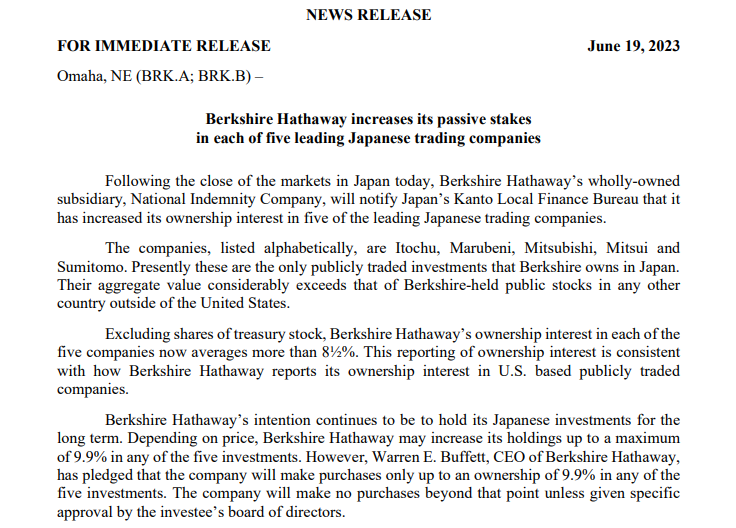 NEWS RELEASE
FOR IMMEDIATE RELEASE June 19, 2023
Omaha, NE (BRK.A; BRK.B) –
Berkshire Hathaway increases its passive stakes
in each of five leading Japanese trading companies
Following the close of the markets in Japan today, Berkshire Hathaway’s wholly-owned
subsidiary, National Indemnity Company, will notify Japan’s Kanto Local Finance Bureau that it
has increased its ownership interest in five of the leading Japanese trading companies.
The companies, listed alphabetically, are Itochu, Marubeni, Mitsubishi, Mitsui and
Sumitomo. Presently these are the only publicly traded investments that Berkshire owns in Japan.
Their aggregate value considerably exceeds that of Berkshire-held public stocks in any other
country outside of the United States.
Excluding shares of treasury stock, Berkshire Hathaway’s ownership interest in each of the
five companies now averages more than 8½%. This reporting of ownership interest is consistent
with how Berkshire Hathaway reports its ownership interest in U.S. based publicly traded
companies.
Berkshire Hathaway’s intention continues to be to hold its Japanese investments for the
long term. Depending on price, Berkshire Hathaway may increase its holdings up to a maximum
of 9.9% in any of the five investments. However, Warren E. Buffett, CEO of Berkshire Hathaway,
has pledged that the company will make purchases only up to an ownership of 9.9% in any of the
five investments. The company will make no purchases beyond that point unless given specific
approval by the investee’s board of directors.